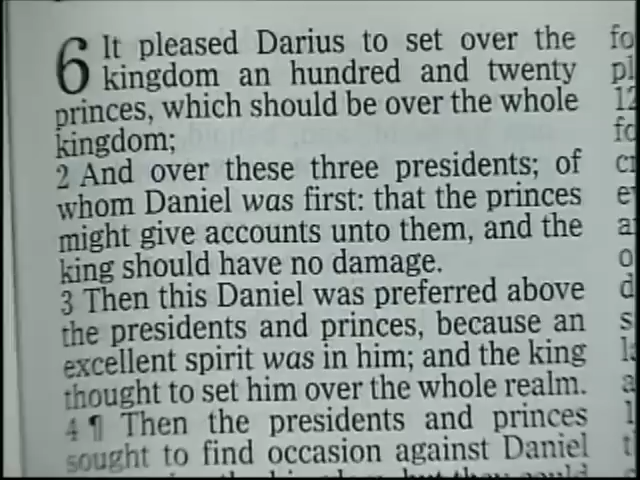 6 It pleased Darius to set over the
kingdom an hundred and twenty
princes, which should be over the whole
kingdom;
2 And over these three presidents; of
whom Daniel was first: that the princes
might give accounts unto them, and the
king should have no damage.
3 Then this Daniel was preferred above
the presidents and princes, because an
excellent spirit was in him; and the king
thought to set him over the whole realm.
4 ¶ Then the presidents and princes
sought to find occasion against Daniel